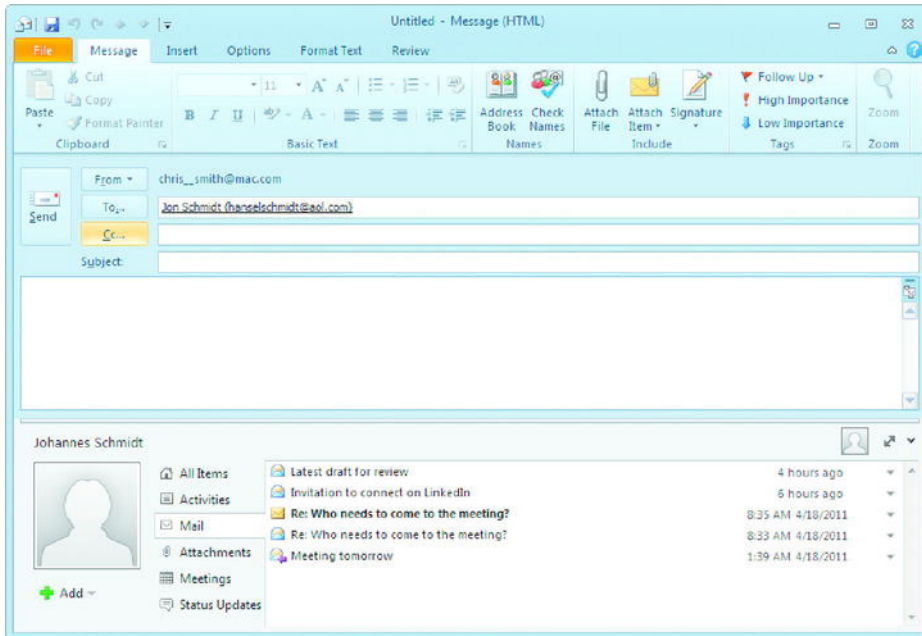 Untitled - Message (HTML)
File Message Insert Options Format Text Review
Paste
Cut
Copy
Format Painter
Clipboard
11
A A
B I U A
Basic Text
Address Book
Check Names
Names
Attach File
Attach Item
Signature
Include
Follow Up
High Importance
Low Importance
Tags
Zoom
Zoom
Send
From chris__smith@mac.com
To... Jon Schmidt (hanselschmidt@aol.com)
Cc...
Subject:
Johannes Schmidt
All Items
Activities
Mail
Attachments
Meetings
Status Updates
Add
Latest draft for review 4 hours ago
Invitation to connect on LinkedIn 6 hours ago
Re: Who needs to come to the meeting? 8:35 AM 4/18/2011
Re: Who needs to come to the meeting? 8:33 AM 4/18/2011
Meeting tomorrow 1:39 AM 4/18/2011